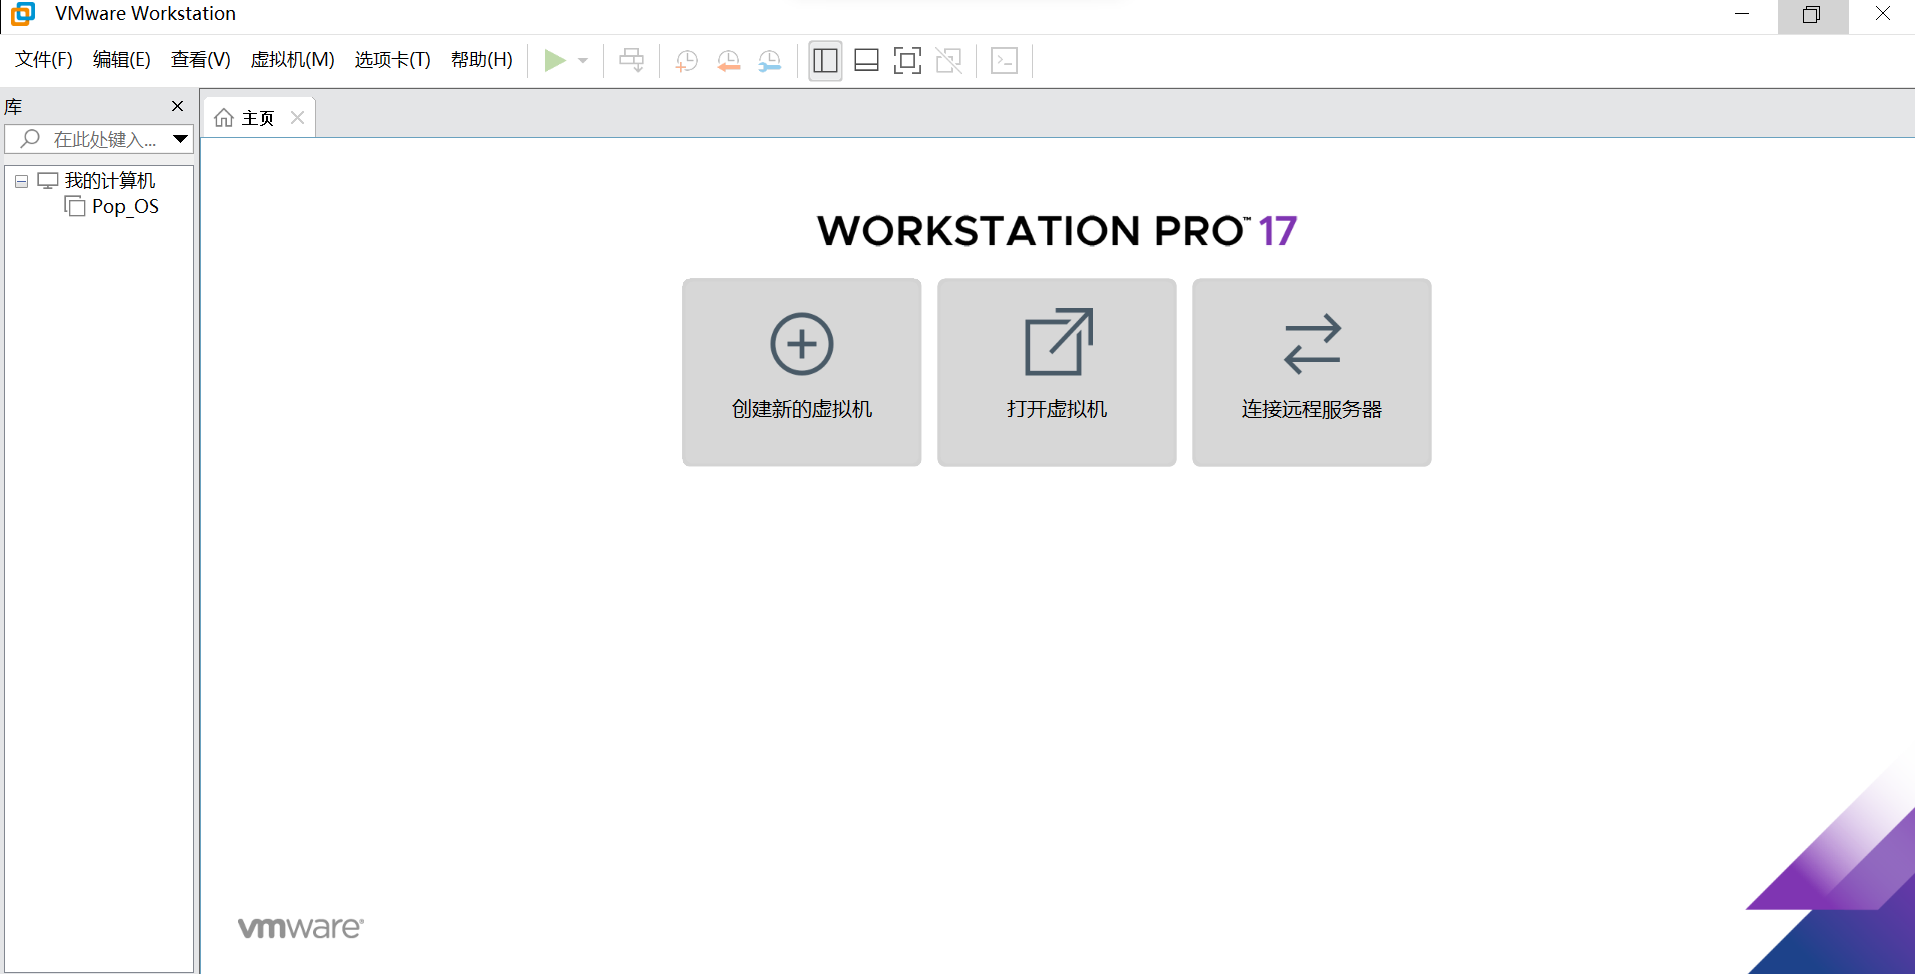 VMware Workstation
文件(F) 编辑(E) 查看(V) 虚拟机(M) 选项卡(T) 帮助(H)
库
主页
在此处键入...
我的计算机
Pop_OS
WORKSTATION PRO™ 17
创建新的虚拟机 打开虚拟机 连接远程服务器
vmware®